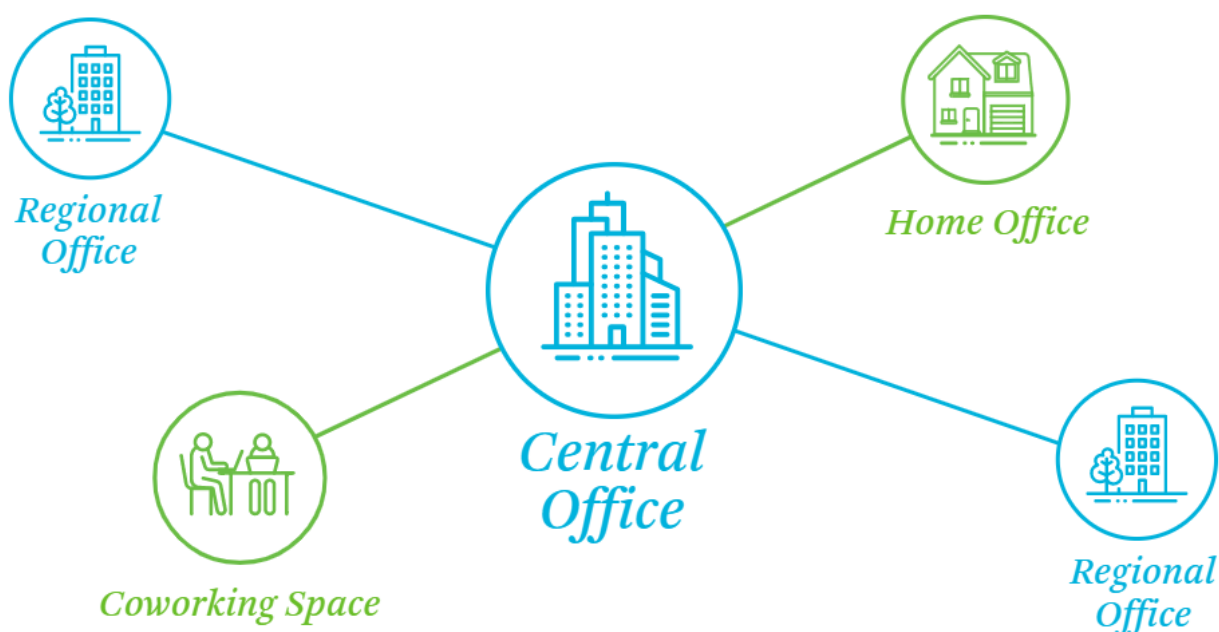 Regional
Office
Home Office
Central
Office
Coworking Space
Regional
Office